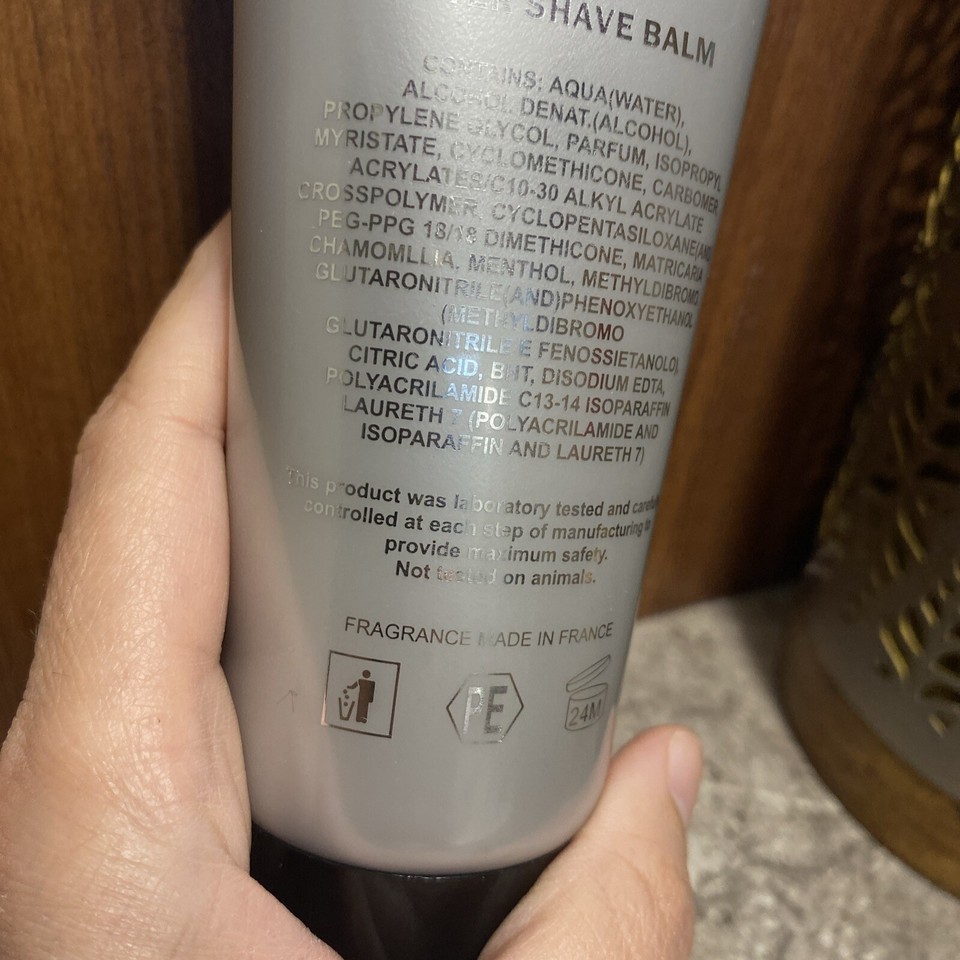 SHAVE BALM
CONTAINS: AQUA(WATER),
ALCOHOL DENAT.(ALCOHOL),
PROPYLENE GLYCOL, PARFUM, ISOPROPYL
MYRISTATE, CYCLOMETHICONE, CARBOMER
ACRYLATES/C10-30 ALKYL ACRYLATE
CROSSPOLYMER, CYCLOPENTASILOXANE(AND
PEG-PPG 18/18 DIMETHICONE, MATRICARIA
CHAMOMLLIA, MENTHOL, METHYLDIBROMO
GLUTARONITRILE(AND)PHENOXYETHANOL
(METHYLDIBROMO
GLUTARONITRILE E FENOSSIETANOLO),
CITRIC ACID, BHT, DISODIUM EDTA,
POLYACRILAMIDE C13-14 ISOPARAFFIN
LAURETH 7 (POLYACRILAMIDE AND
ISOPARAFFIN AND LAURETH 7)
This product was laboratory tested and
controlled at each step of manufacturing to
provide maximum safety.
Not tested on animals.
FRAGRANCE MADE IN FRANCE
PE
24M